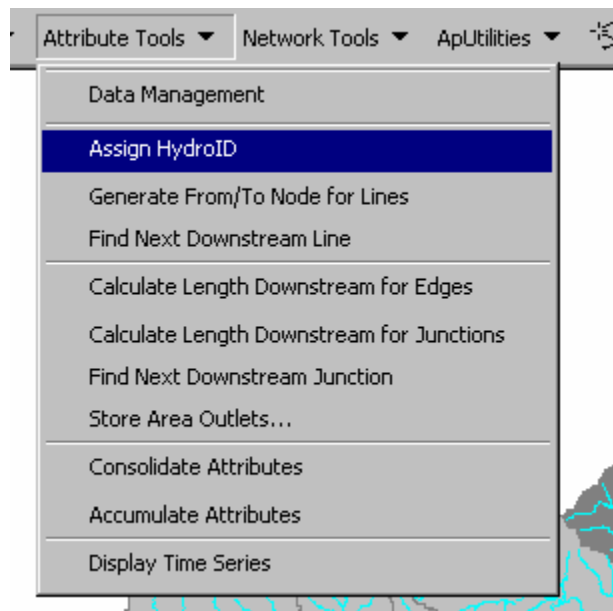 Attribute Tools Network Tools ApUtilities
Data Management
Assign HydroID
Generate From/To Node for Lines
Find Next Downstream Line
Calculate Length Downstream for Edges
Calculate Length Downstream for Junctions
Find Next Downstream Junction
Store Area Outlets...
Consolidate Attributes
Accumulate Attributes
Display Time Series